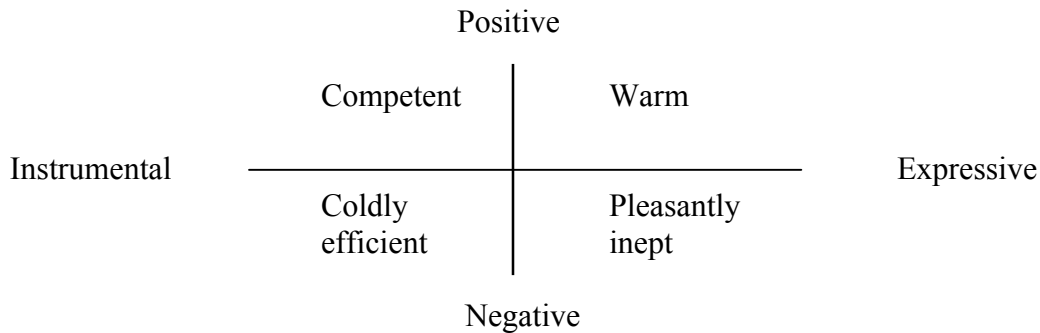 Positive
Competent Warm
Instrumental Expressive
Coldly Pleasantly
efficient inept
Negative